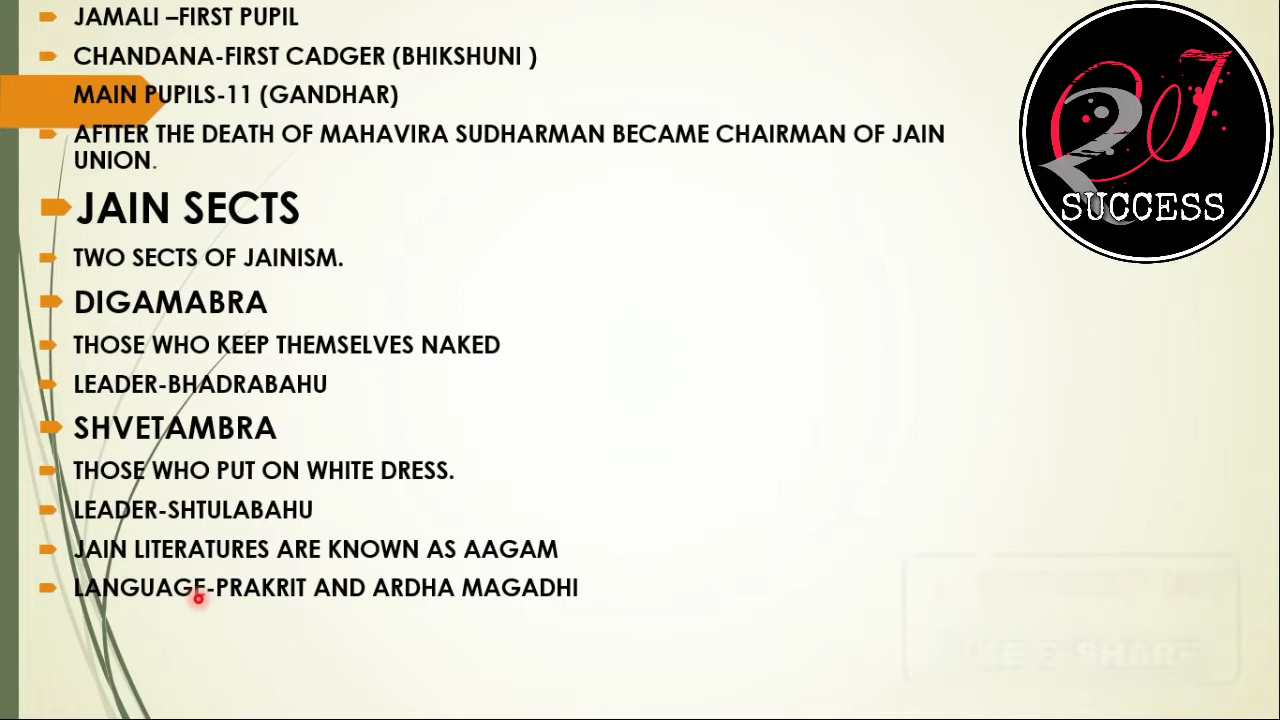 JAMALI –FIRST PUPIL
CHANDANA-FIRST CADGER (BHIKSHUNI )
MAIN PUPILS-11 (GANDHAR)
AFTTER THE DEATH OF MAHAVIRA SUDHARMAN BECAME CHAIRMAN OF JAIN
UNION.
JAIN SECTS
TWO SECTS OF JAINISM.
DIGAMABRA
THOSE WHO KEEP THEMSELVES NAKED
LEADER-BHADRABAHU
SHVETAMBRA
THOSE WHO PUT ON WHITE DRESS.
LEADER-SHTULABAHU
JAIN LITERATURES ARE KNOWN AS AAGAM
LANGUAGE-PRAKRIT AND ARDHA MAGADHI
2J
SUCCESS